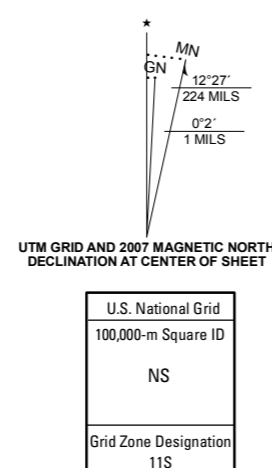 ★
MN
GN
12°27´
224 MILS
0°2´
1 MILS
UTM GRID AND 2007 MAGNETIC NORTH
DECLINATION AT CENTER OF SHEET
U.S. National Grid
100,000-m Square ID
NS
Grid Zone Designation
11S